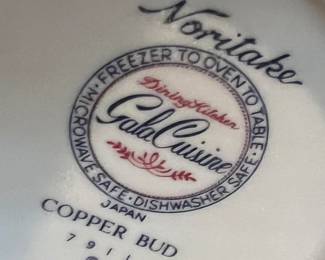 Noritake
FREEZER TO OVEN TO TABLE · MICROWAVE SAFE · DISHWASHER SAFE ·
Dining Kitchen
Gala Cuisine
JAPAN
COPPER BUD